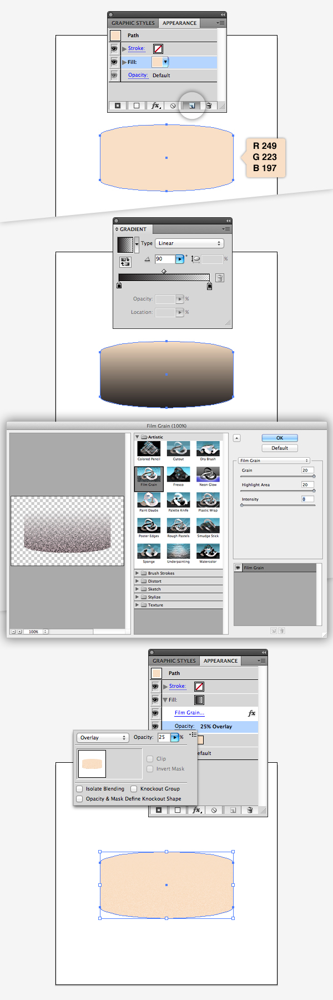 GRAPHIC STYLES APPEARANCE
Path
Stroke:
Fill:
Opacity: Default
fx
R 249
G 223
B 197
GRADIENT
Type Linear
90 °
%
Opacity: %
Location: %
Film Grain (100%)
Artistic
Colored Pencil Cutout Dry Brush
Film Grain Fresco Neon Glow
Paint Daubs Palette Knife Plastic Wrap
Poster Edges Rough Pastels Smudge Stick
Sponge Underpainting Watercolor
Brush Strokes
Distort
Sketch
Stylize
Texture
100%
OK
Default
Film Grain
Grain 20
Highlight Area 20
Intensity 0
Film Grain
GRAPHIC STYLES APPEARANCE
Path
Stroke:
Fill:
Film Grain... fx
Opacity: 25% Overlay
efault
fx
Overlay Opacity: 25 %
Clip
Invert Mask
Isolate Blending Knockout Group
Opacity & Mask Define Knockout Shape